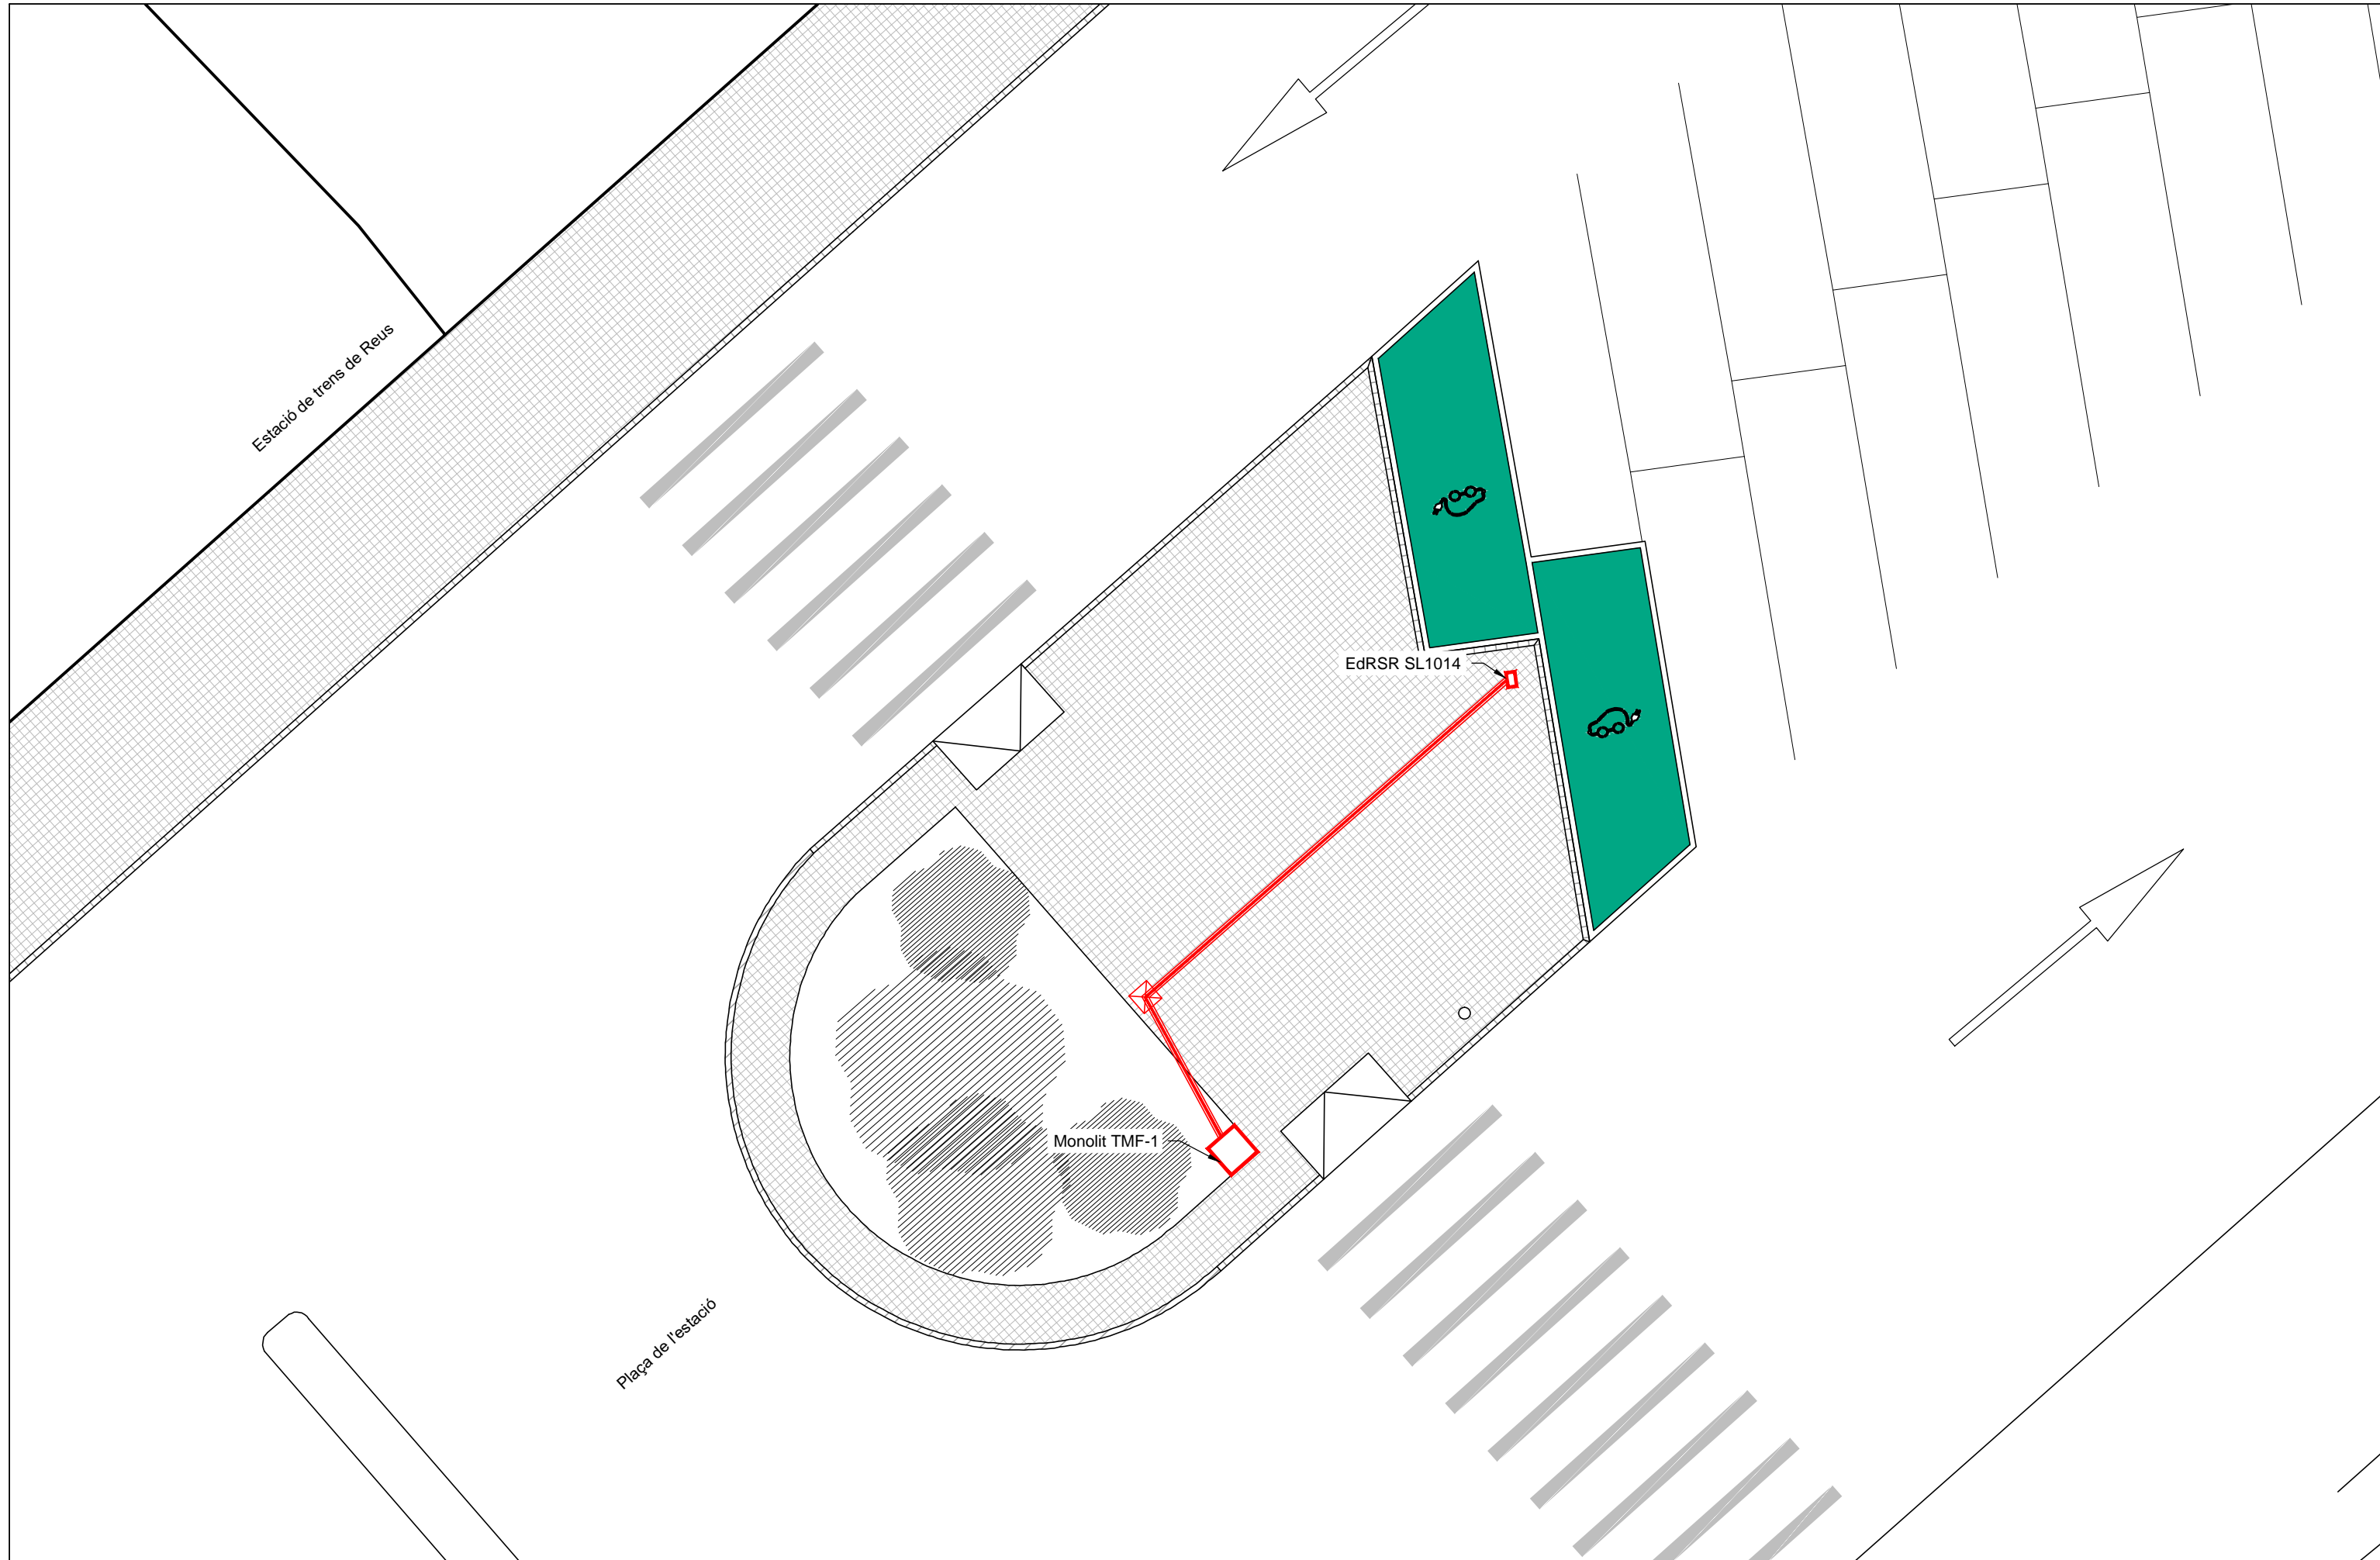 Estació de trens de Reus
EdRSR SL1014
Monolit TMF-1
Plaça de l'estació